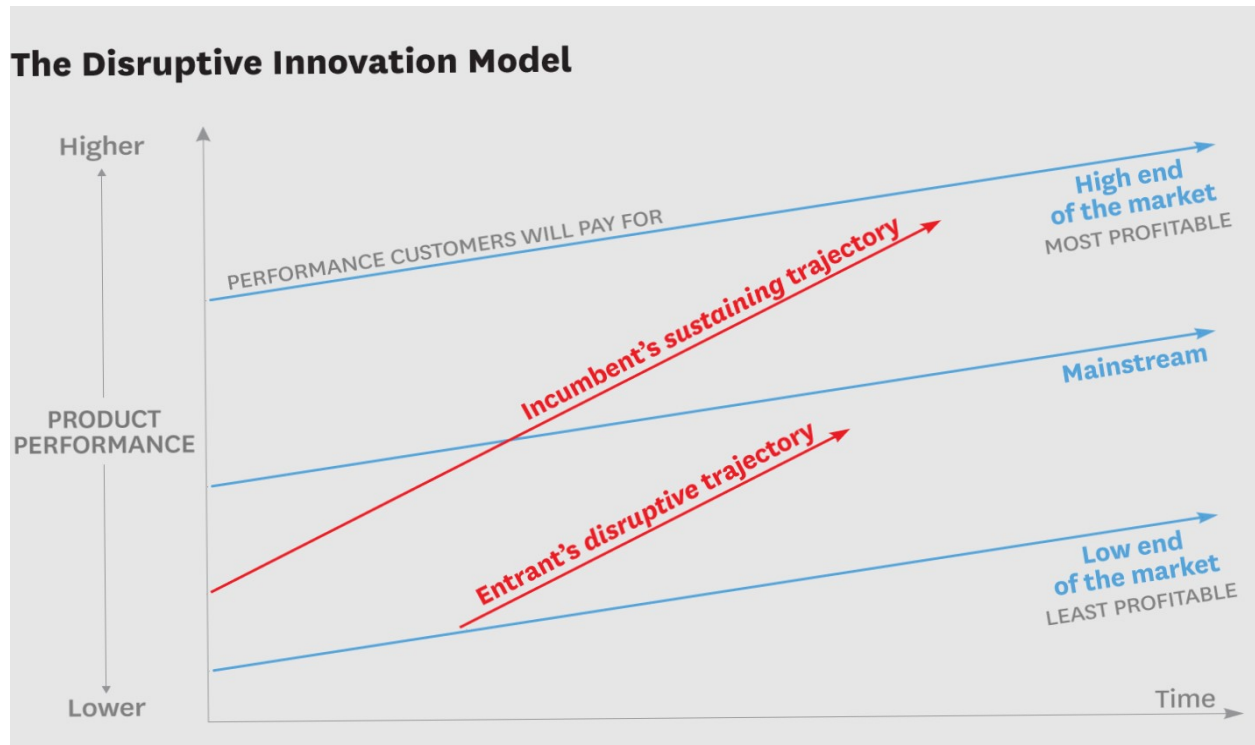 The Disruptive Innovation Model
Higher
PRODUCT
PERFORMANCE
Lower
PERFORMANCE CUSTOMERS WILL PAY FOR
Incumbent’s sustaining trajectory
Entrant’s disruptive trajectory
High end
of the market
MOST PROFITABLE
Mainstream
Low end
of the market
LEAST PROFITABLE
Time